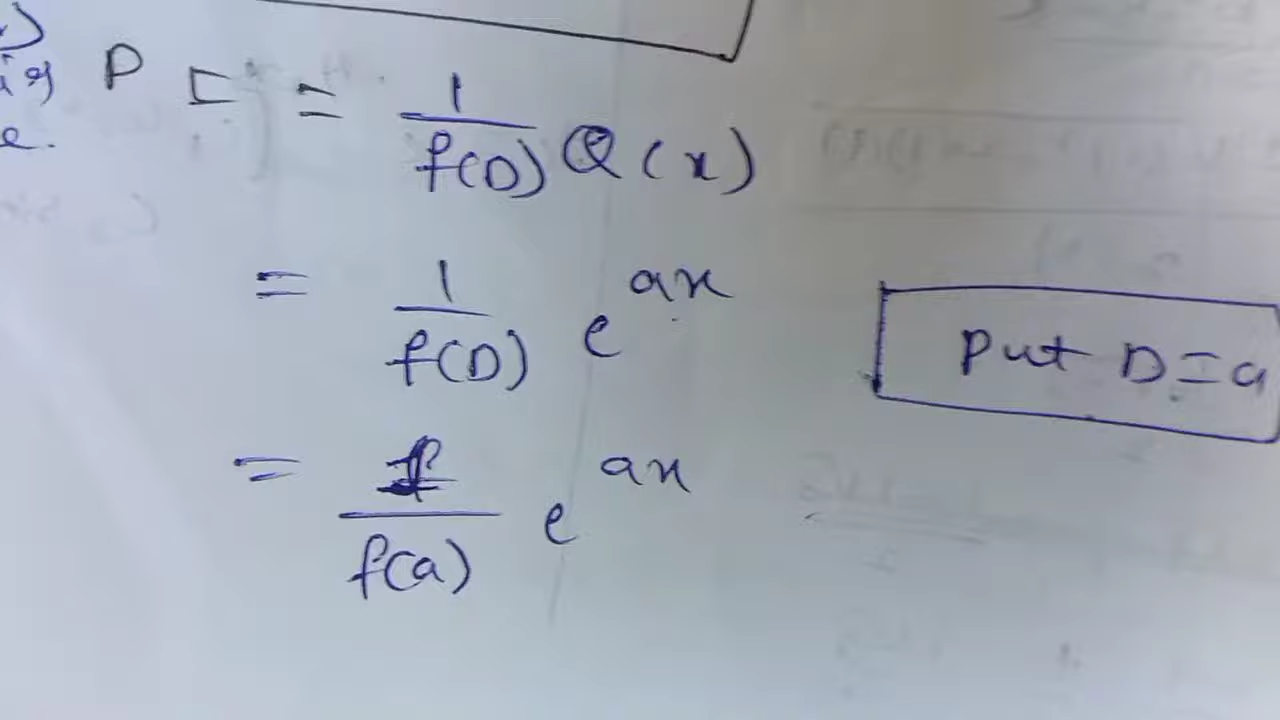 P I = 1/f(D) Q(x)
= 1/f(D) e^ax
Put D = a
= 1/f(a) e^ax